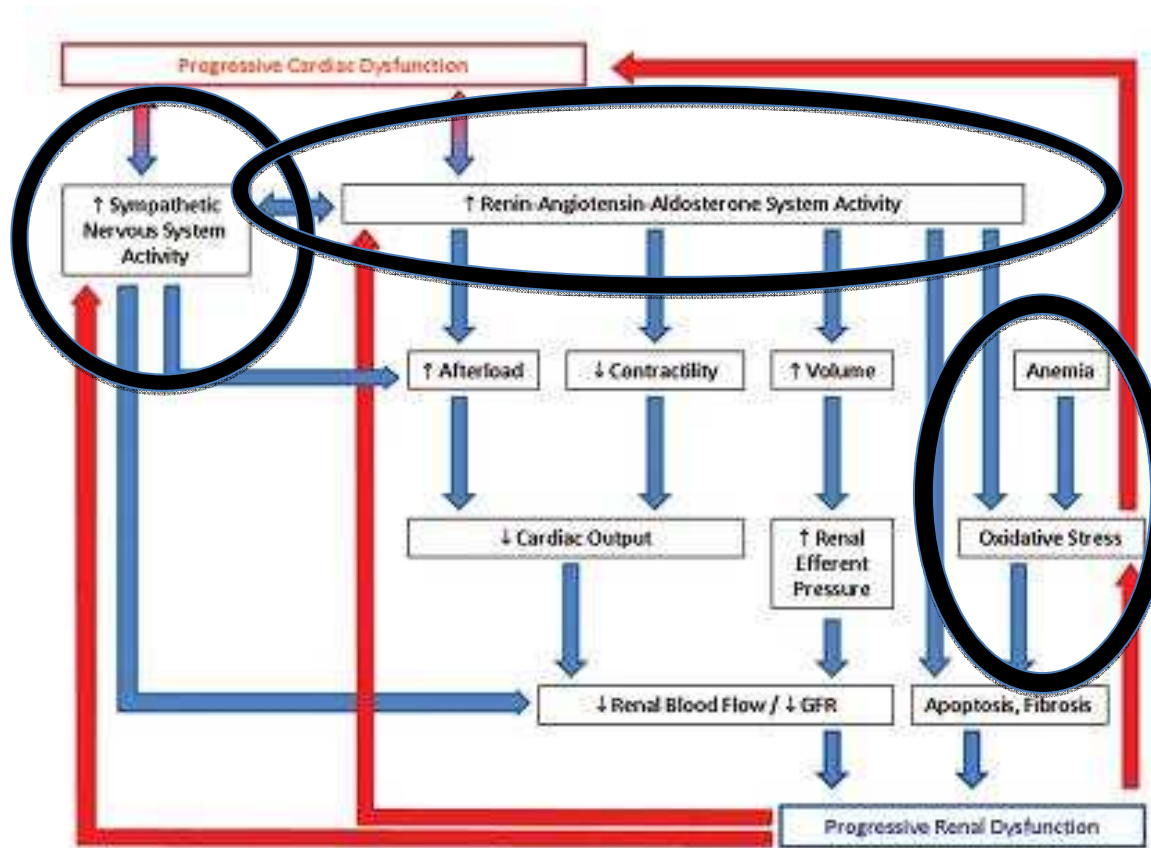 Progressive Cardiac Dysfunction
↑ Sympathetic
Nervous System
Activity
↑ Renin-Angiotensin-Aldosterone System Activity
↑ Afterload
↓ Contractility
↑ Volume
Anemia
↓ Cardiac Output
↑ Renal
Efferent
Pressure
Oxidative Stress
↓ Renal Blood Flow / ↓ GFR
Apoptosis, Fibrosis
Progressive Renal Dysfunction